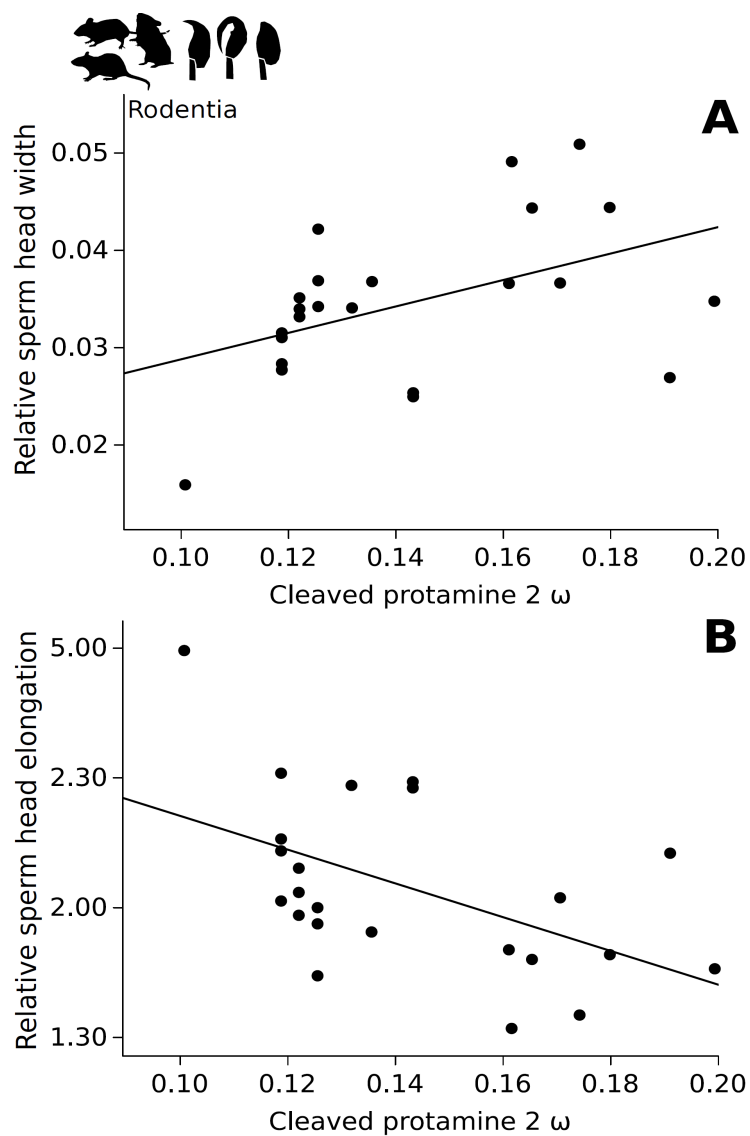 Rodentia
A
Relative sperm head width
0.05
0.04
0.03
0.02
0.10 0.12 0.14 0.16 0.18 0.20
Cleaved protamine 2 ω
B
Relative sperm head elongation
5.00
2.30
2.00
1.30
0.10 0.12 0.14 0.16 0.18 0.20
Cleaved protamine 2 ω